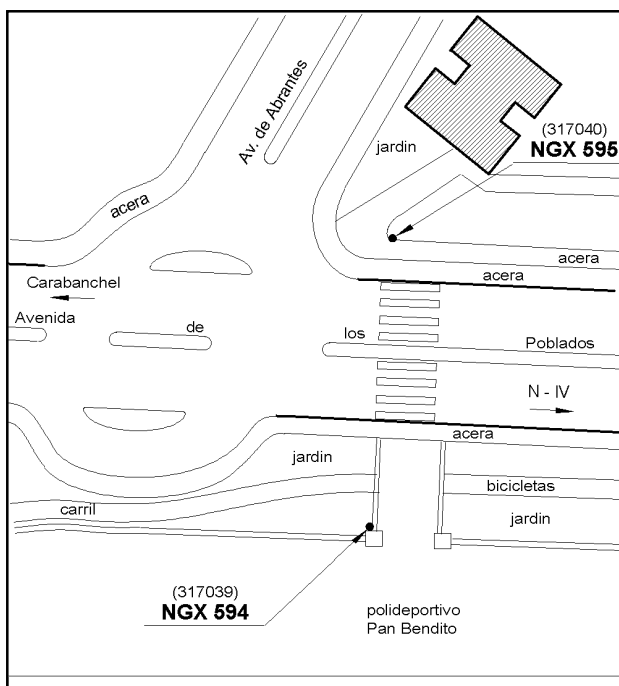 Av. de Abrantes
(317040)
NGX 595
jardin
acera
acera
acera
Carabanchel
Avenida de los Poblados
N - IV
acera
jardin
bicicletas
carril
jardin
(317039)
NGX 594
polideportivo
Pan Bendito